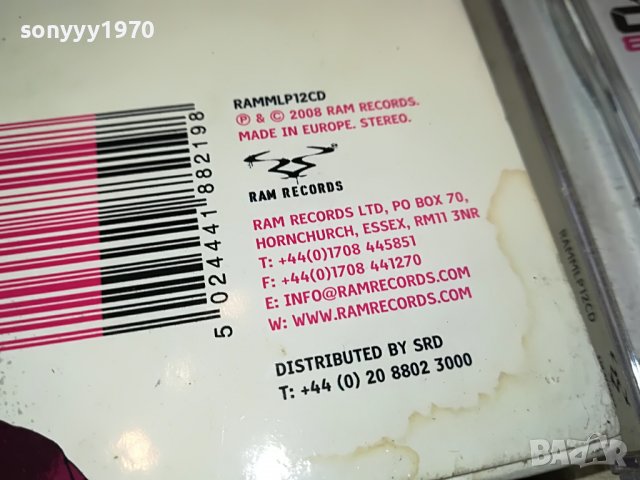 sonyyy1970
RAMMLP12CD
Ⓟ & © 2008 RAM RECORDS.
MADE IN EUROPE. STEREO.
RAM RECORDS
RAM RECORDS LTD, PO BOX 70,
HORNCHURCH, ESSEX, RM11 3NR
T: +44(0)1708 445851
F: +44(0)1708 441270
E: INFO@RAMRECORDS.COM
W: WWW.RAMRECORDS.COM
DISTRIBUTED BY SRD
T: +44 (0) 20 8802 3000
5 024441 882198
RAMMLP12CD
BAZAR